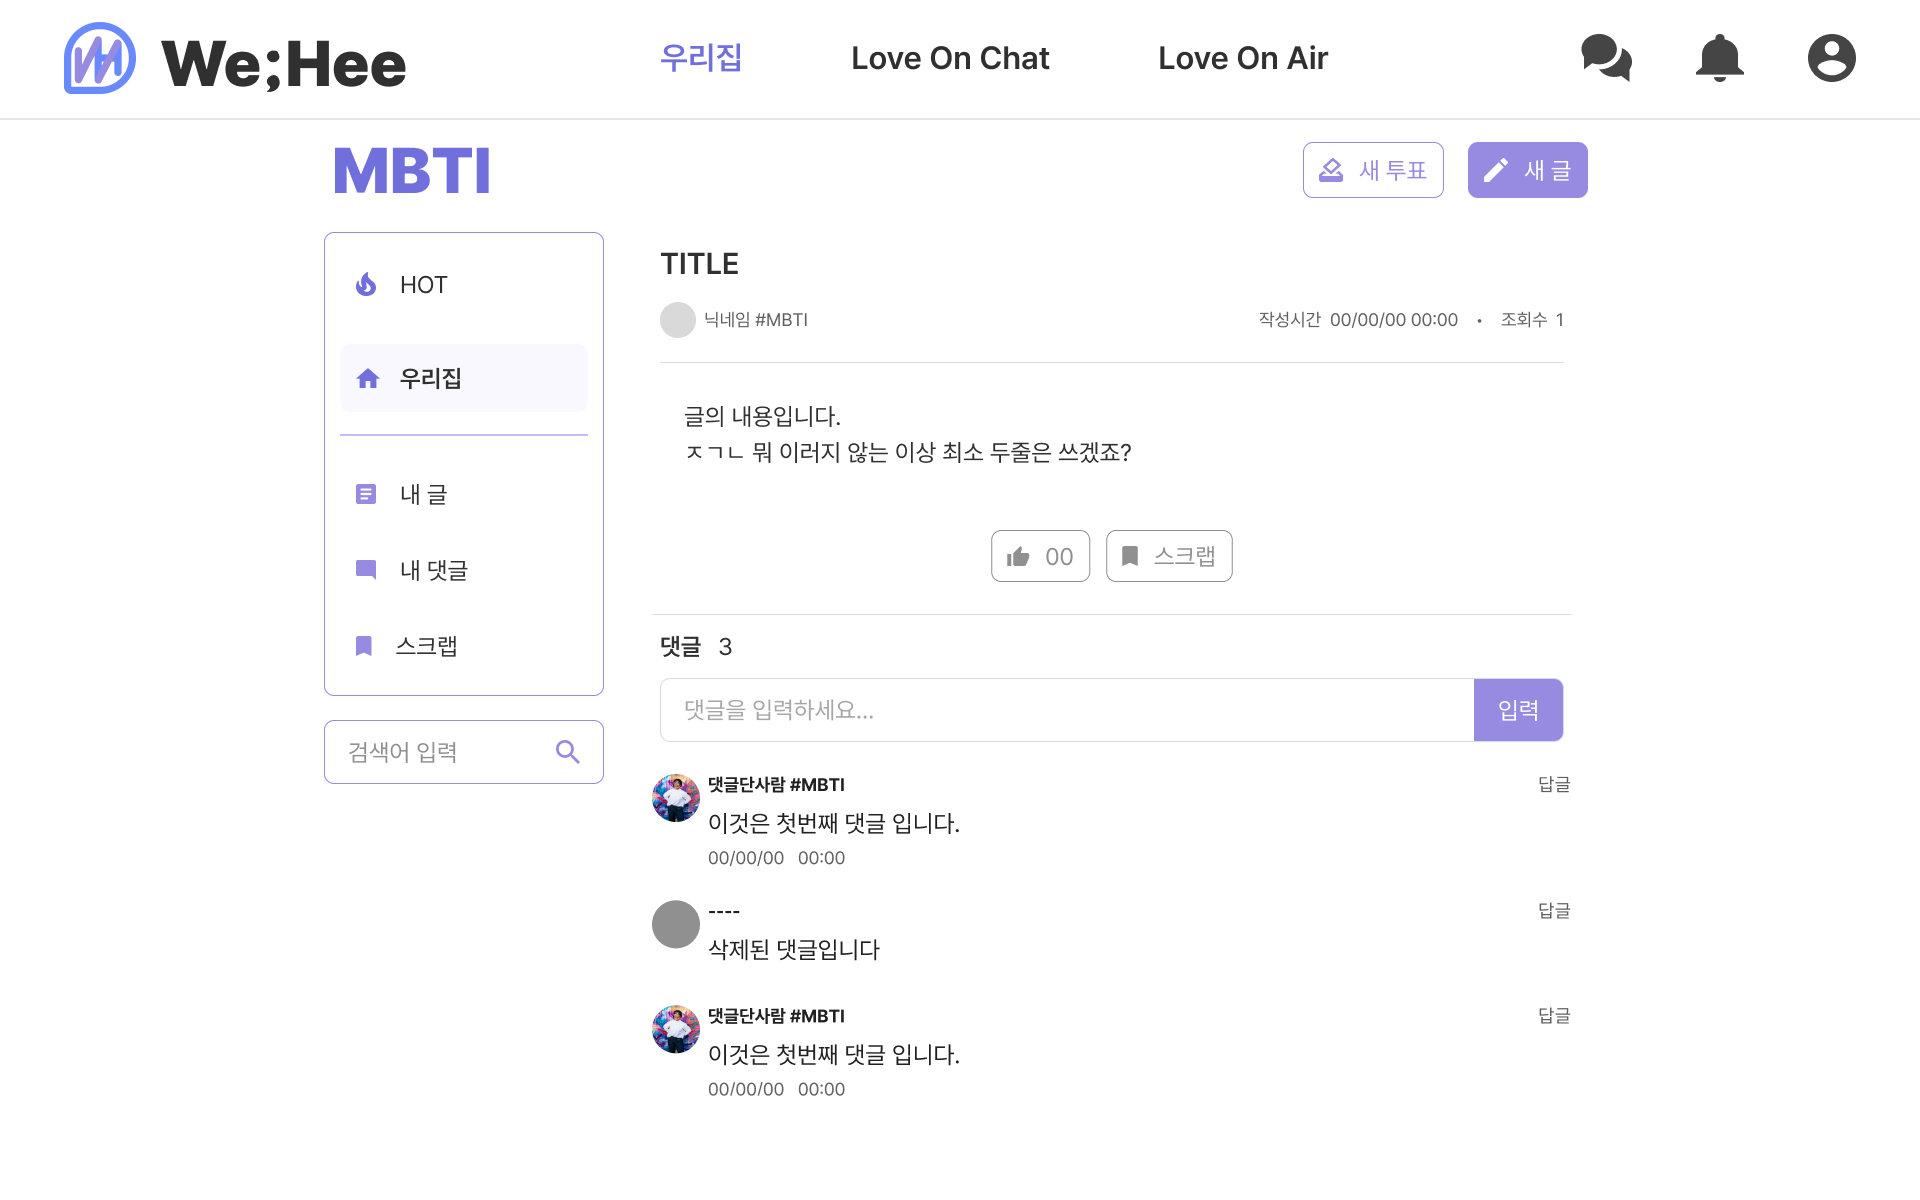 We;Hee
우리집
Love On Chat
Love On Air
MBTI
새 투표
새 글
HOT
우리집
내 글
내 댓글
스크랩
검색어 입력
TITLE
닉네임 #MBTI
작성시간 00/00/00 00:00 • 조회수 1
글의 내용입니다.
ㅈㄱㄴ 뭐 이러지 않는 이상 최소 두줄은 쓰겠죠?
00
스크랩
댓글 3
댓글을 입력하세요...
입력
댓글단사람 #MBTI
답글
이것은 첫번째 댓글 입니다.
00/00/00 00:00
----
답글
삭제된 댓글입니다
댓글단사람 #MBTI
답글
이것은 첫번째 댓글 입니다.
00/00/00 00:00